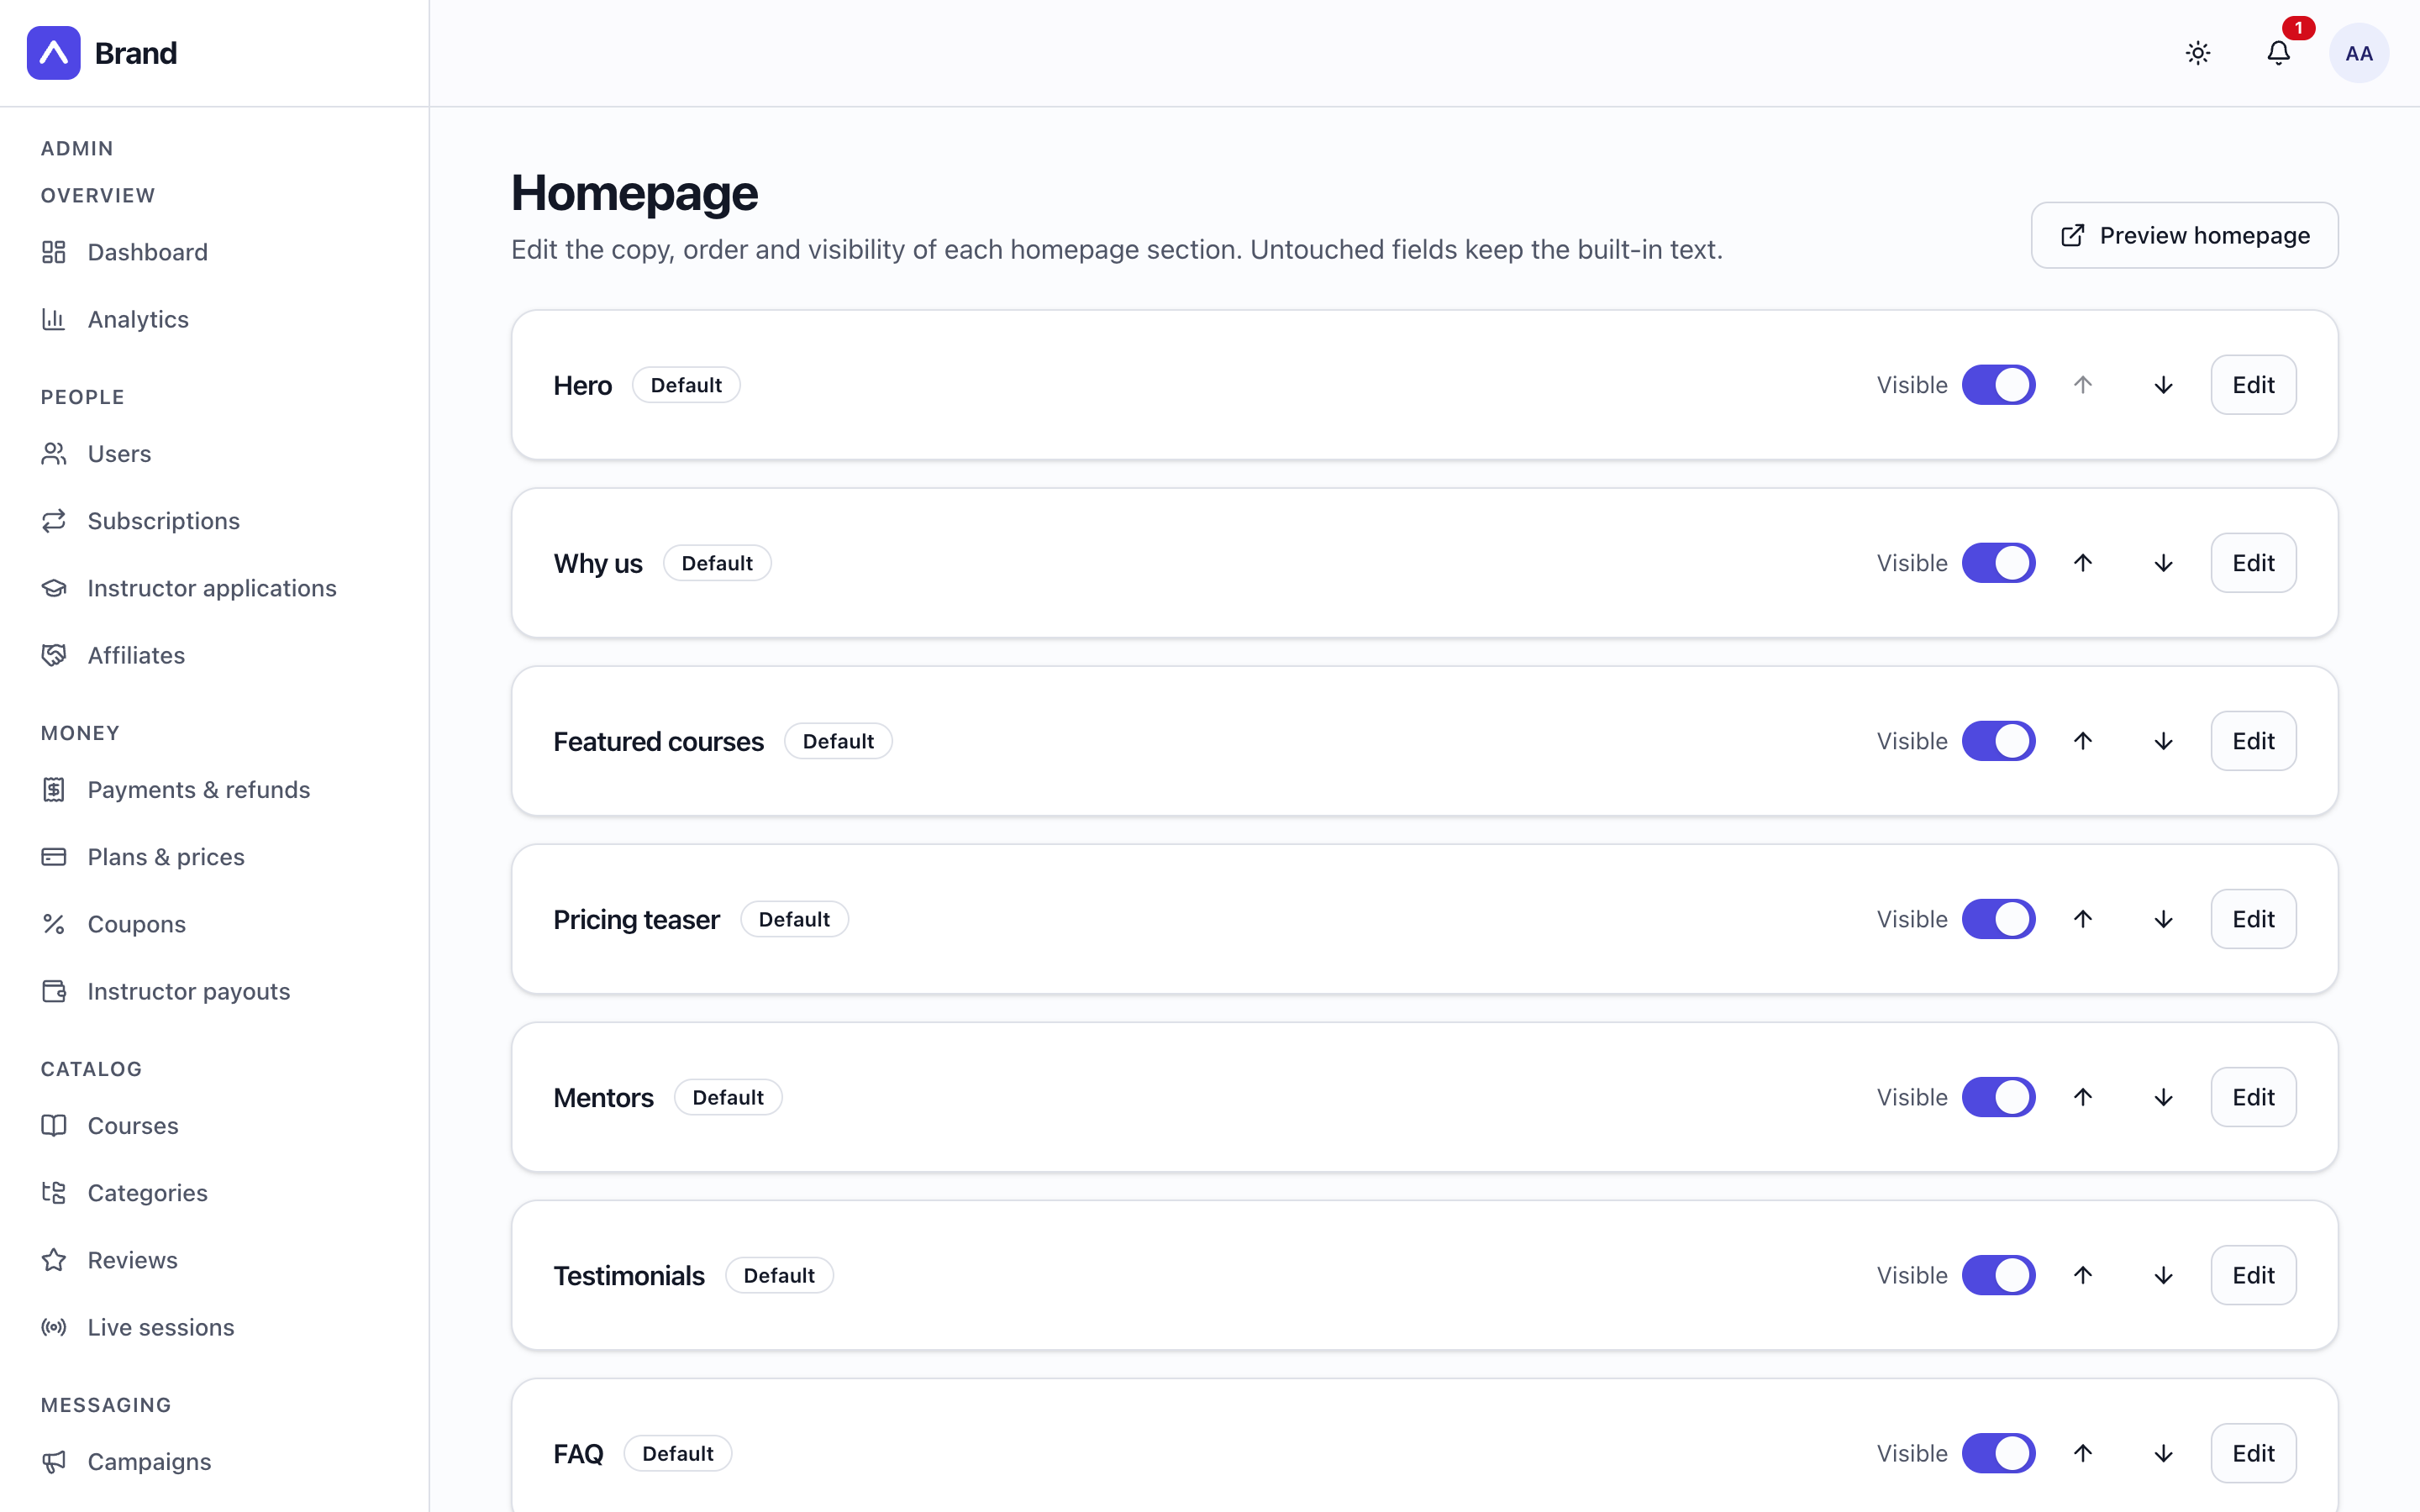 Brand
1
AA
ADMIN
OVERVIEW
Dashboard
Analytics
PEOPLE
Users
Subscriptions
Instructor applications
Affiliates
MONEY
Payments & refunds
Plans & prices
Coupons
Instructor payouts
CATALOG
Courses
Categories
Reviews
Live sessions
MESSAGING
Campaigns
Homepage
Edit the copy, order and visibility of each homepage section. Untouched fields keep the built-in text.
Preview homepage
Hero Default Visible Edit
Why us Default Visible Edit
Featured courses Default Visible Edit
Pricing teaser Default Visible Edit
Mentors Default Visible Edit
Testimonials Default Visible Edit
FAQ Default Visible Edit